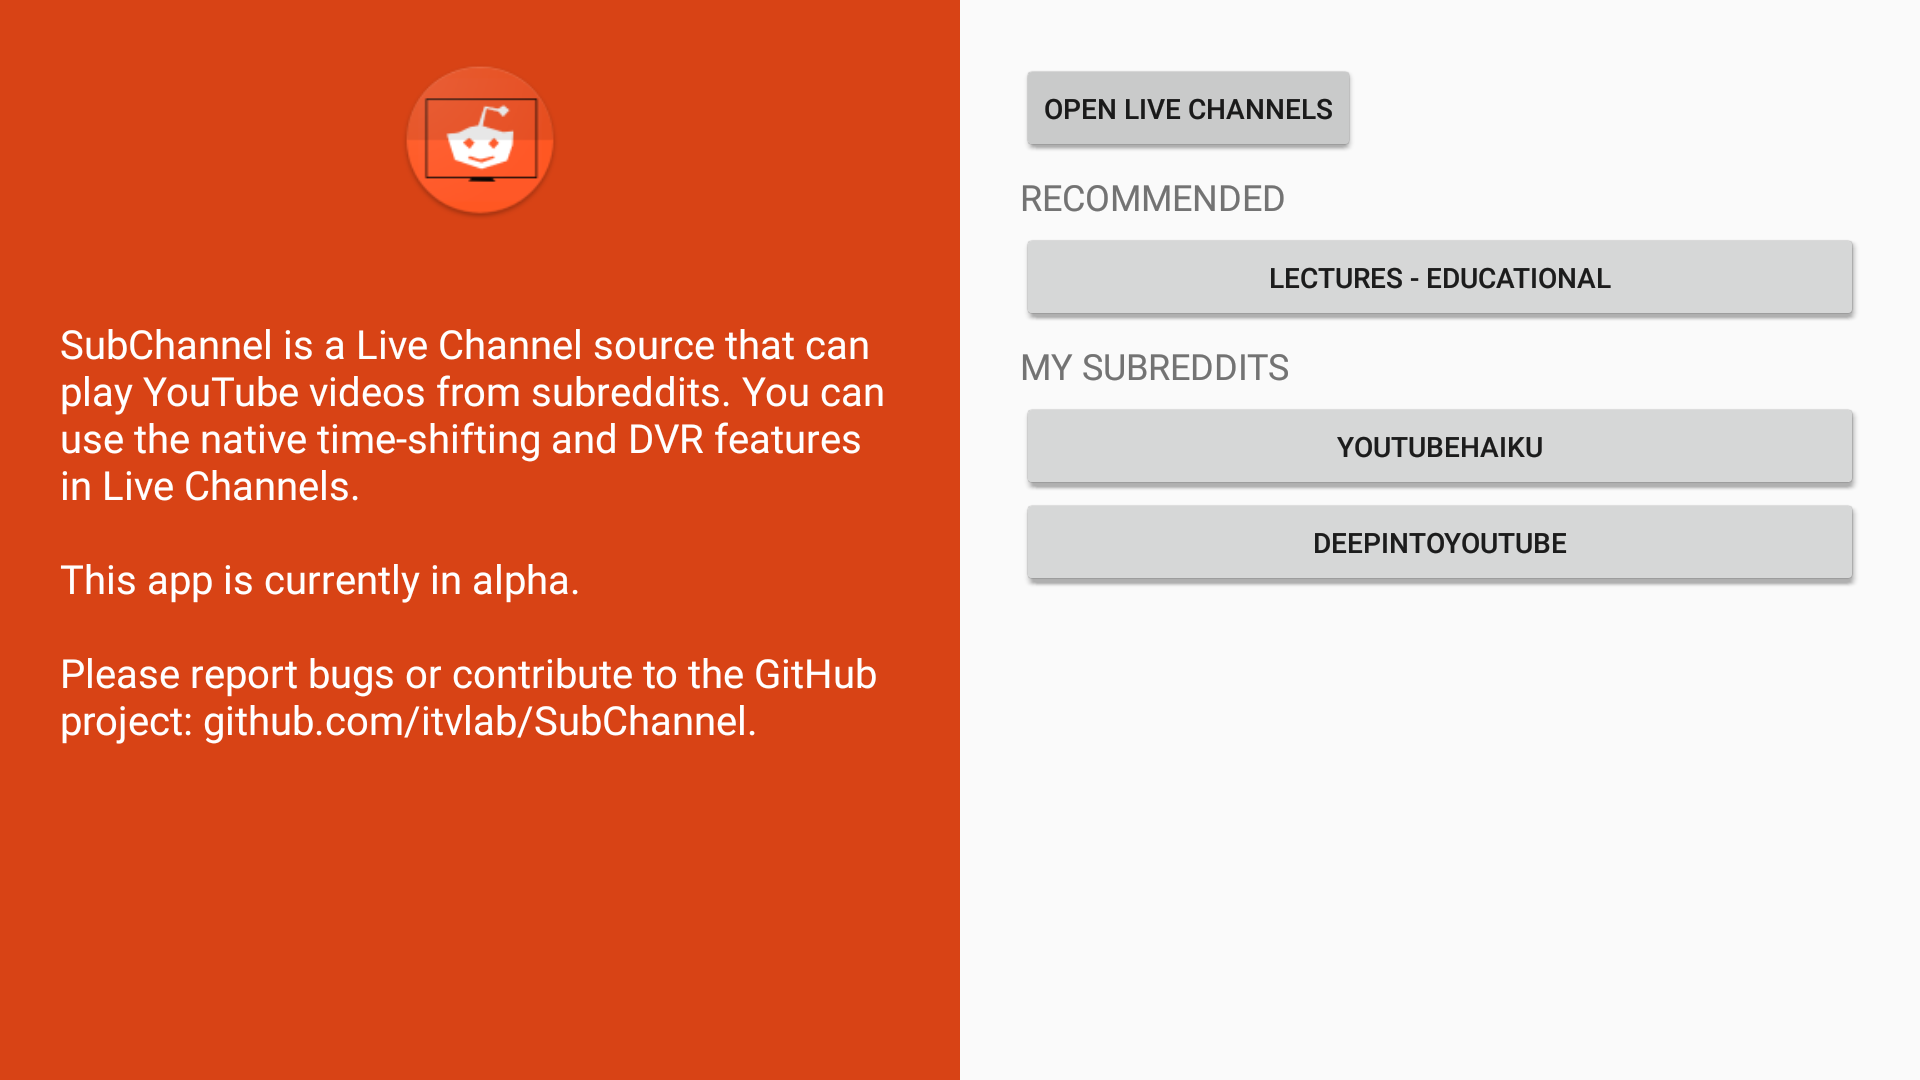 SubChannel is a Live Channel source that can
play YouTube videos from subreddits. You can
use the native time-shifting and DVR features
in Live Channels.
This app is currently in alpha.
Please report bugs or contribute to the GitHub
project: github.com/itvlab/SubChannel.
OPEN LIVE CHANNELS
RECOMMENDED
LECTURES - EDUCATIONAL
MY SUBREDDITS
YOUTUBEHAIKU
DEEPINTOYOUTUBE